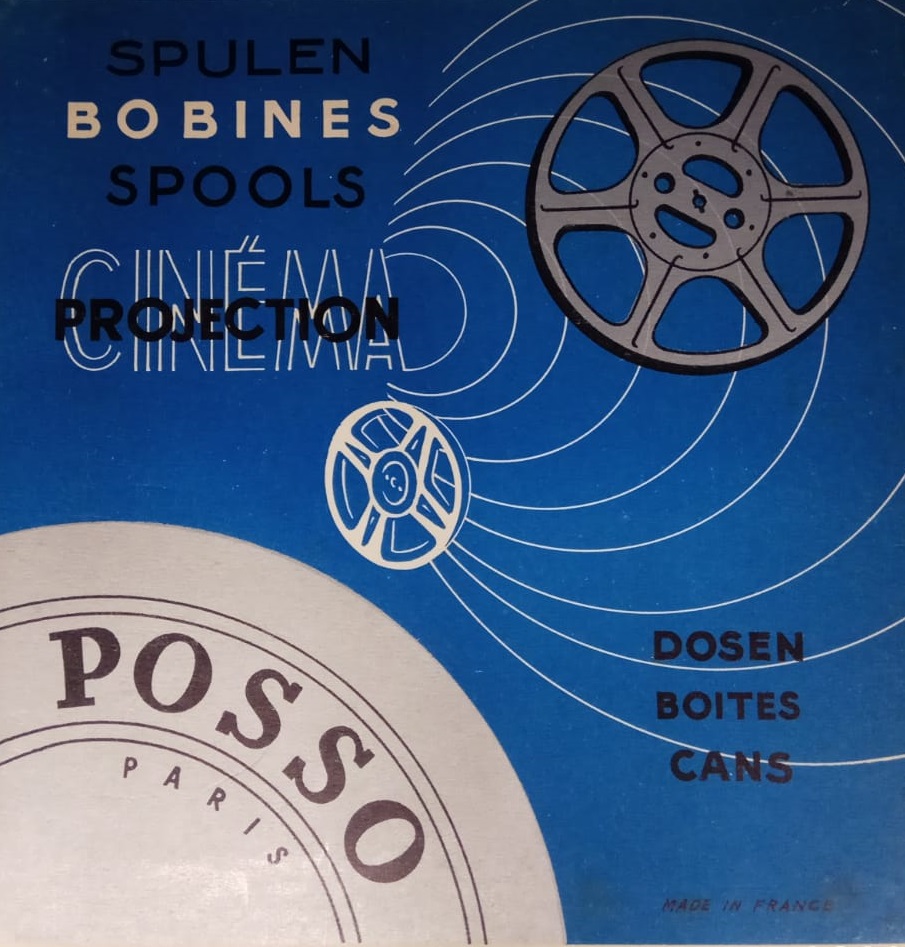 SPULEN
BOBINES
SPOOLS
CINÉMA
PROJECTION
POSSO
PARIS
DOSEN
BOITES
CANS
MADE IN FRANCE